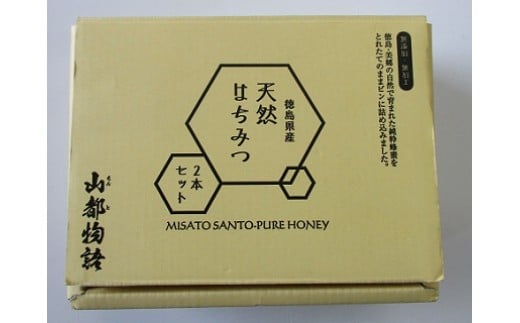 徳島・美郷の自然で育まれた純粋蜂蜜を
とれたてのままビンに詰め込みました。
徳島県産
天然
はちみつ
2本
セット
MISATO SANTO-PURE HONEY
さんと
山都物語